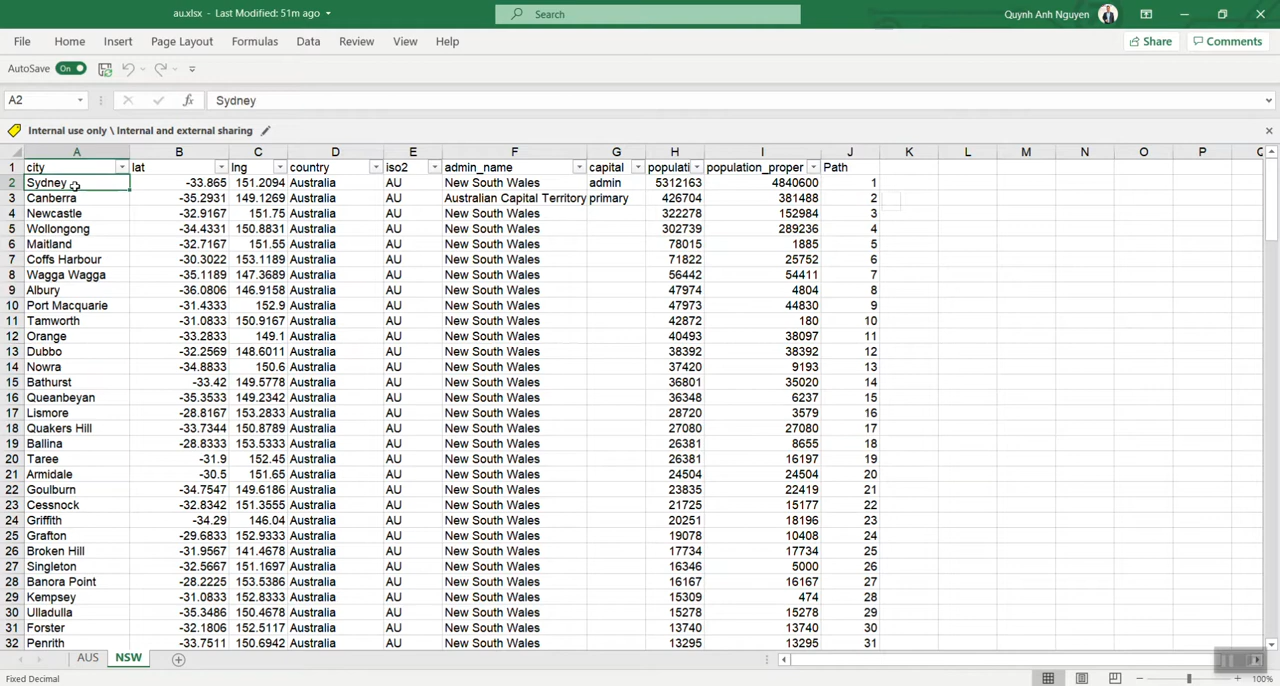 au.xlsx - Last Modified: 51m ago
Search
Quynh Anh Nguyen
File Home Insert Page Layout Formulas Data Review View Help
Share Comments
AutoSave On
A2 fx Sydney
Internal use only \ Internal and external sharing
A B C D E F G H I J K L M N O P
1 city lat lng country iso2 admin_name capital populati population_proper Path
2 Sydney -33.865 151.2094 Australia AU New South Wales admin 5312163 4840600 1
3 Canberra -35.2931 149.1269 Australia AU Australian Capital Territory primary 426704 381488 2
4 Newcastle -32.9167 151.75 Australia AU New South Wales 322278 152984 3
5 Wollongong -34.4331 150.8831 Australia AU New South Wales 302739 289236 4
6 Maitland -32.7167 151.55 Australia AU New South Wales 78015 1885 5
7 Coffs Harbour -30.3022 153.1189 Australia AU New South Wales 71822 25752 6
8 Wagga Wagga -35.1189 147.3689 Australia AU New South Wales 56442 54411 7
9 Albury -36.0806 146.9158 Australia AU New South Wales 47974 4804 8
10 Port Macquarie -31.4333 152.9 Australia AU New South Wales 47973 44830 9
11 Tamworth -31.0833 150.9167 Australia AU New South Wales 42872 180 10
12 Orange -33.2833 149.1 Australia AU New South Wales 40493 38097 11
13 Dubbo -32.2569 148.6011 Australia AU New South Wales 38392 38392 12
14 Nowra -34.8833 150.6 Australia AU New South Wales 37420 9193 13
15 Bathurst -33.42 149.5778 Australia AU New South Wales 36801 35020 14
16 Queanbeyan -35.3533 149.2342 Australia AU New South Wales 36348 6237 15
17 Lismore -28.8167 153.2833 Australia AU New South Wales 28720 3579 16
18 Quakers Hill -33.7344 150.8789 Australia AU New South Wales 27080 27080 17
19 Ballina -28.8333 153.5333 Australia AU New South Wales 26381 8655 18
20 Taree -31.9 152.45 Australia AU New South Wales 26381 16197 19
21 Armidale -30.5 151.65 Australia AU New South Wales 24504 24504 20
22 Goulburn -34.7547 149.6186 Australia AU New South Wales 23835 22419 21
23 Cessnock -32.8342 151.3555 Australia AU New South Wales 21725 15177 22
24 Griffith -34.29 146.04 Australia AU New South Wales 20251 18196 23
25 Grafton -29.6833 152.9333 Australia AU New South Wales 19078 10408 24
26 Broken Hill -31.9567 141.4678 Australia AU New South Wales 17734 17734 25
27 Singleton -32.5667 151.1697 Australia AU New South Wales 16346 5000 26
28 Banora Point -28.2225 153.5386 Australia AU New South Wales 16167 16167 27
29 Kempsey -31.0833 152.8333 Australia AU New South Wales 15309 474 28
30 Ulladulla -35.3486 150.4678 Australia AU New South Wales 15278 15278 29
31 Forster -32.1806 152.5117 Australia AU New South Wales 13740 13740 30
32 Penrith -33.7511 150.6942 Australia AU New South Wales 13295 13295 31
AUS NSW
Fixed Decimal 100%